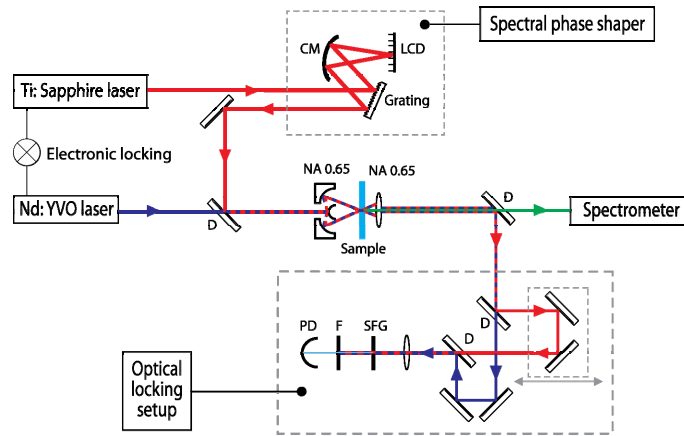 Spectral phase shaper
CM
LCD
Ti: Sapphire laser
Grating
Electronic locking
NA 0.65
NA 0.65
D
Nd: YVO laser
D
Spectrometer
Sample
D
PD
F
SFG
D
Optical
locking
setup